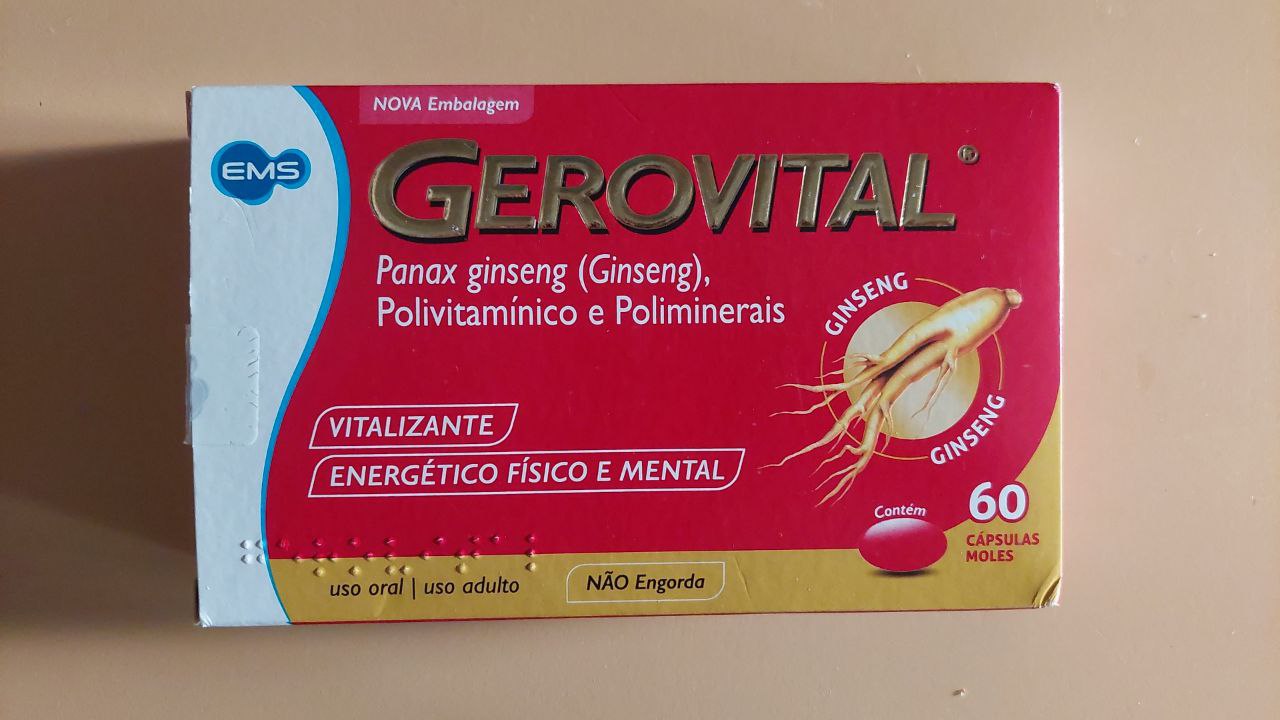 NOVA Embalagem
EMS
GEROVITAL®
Panax ginseng (Ginseng),
Polivitamínico e Poliminerais
GINSENG
GINSENG
VITALIZANTE
ENERGÉTICO FÍSICO E MENTAL
Contém
60
CÁPSULAS
MOLES
uso oral | uso adulto
NÃO Engorda